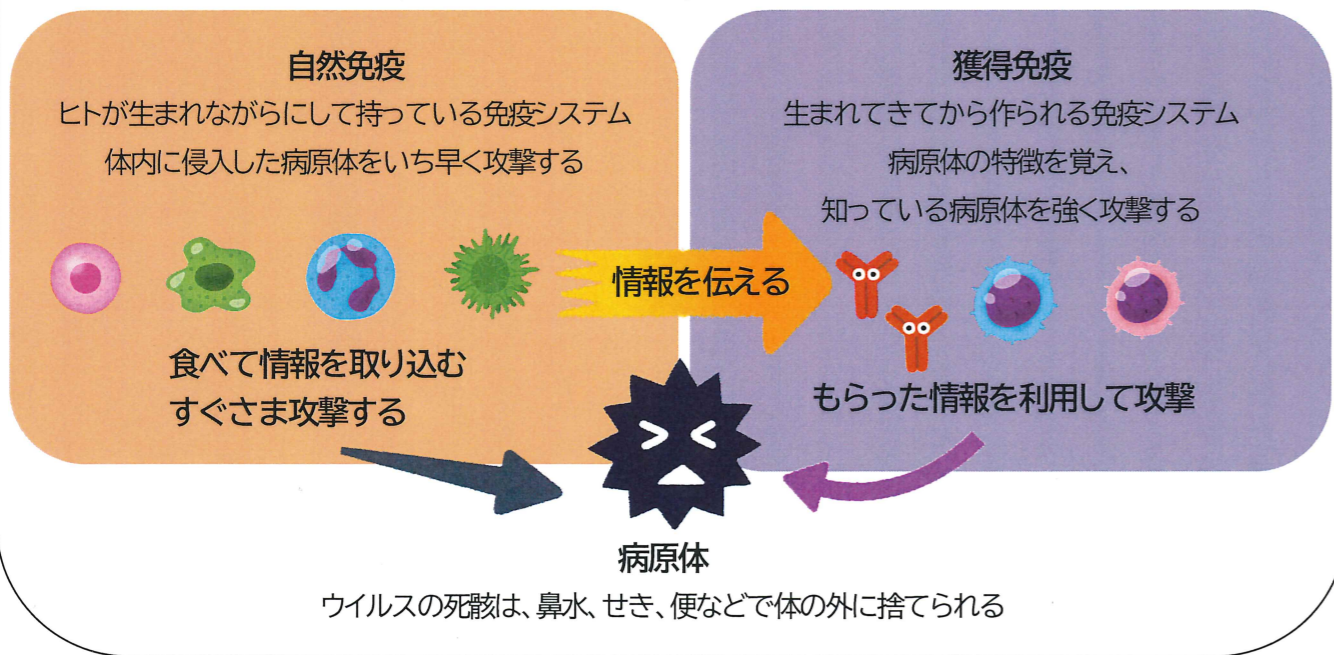 自然免疫
ヒトが生まれながらにして持っている免疫システム
体内に侵入した病原体をいち早く攻撃する
食べて情報を取り込む
すぐさま攻撃する
情報を伝える
獲得免疫
生まれてきてから作られる免疫システム
病原体の特徴を覚え、
知っている病原体を強く攻撃する
もらった情報を利用して攻撃
病原体
ウイルスの死骸は、鼻水、せき、便などで体の外に捨てられる